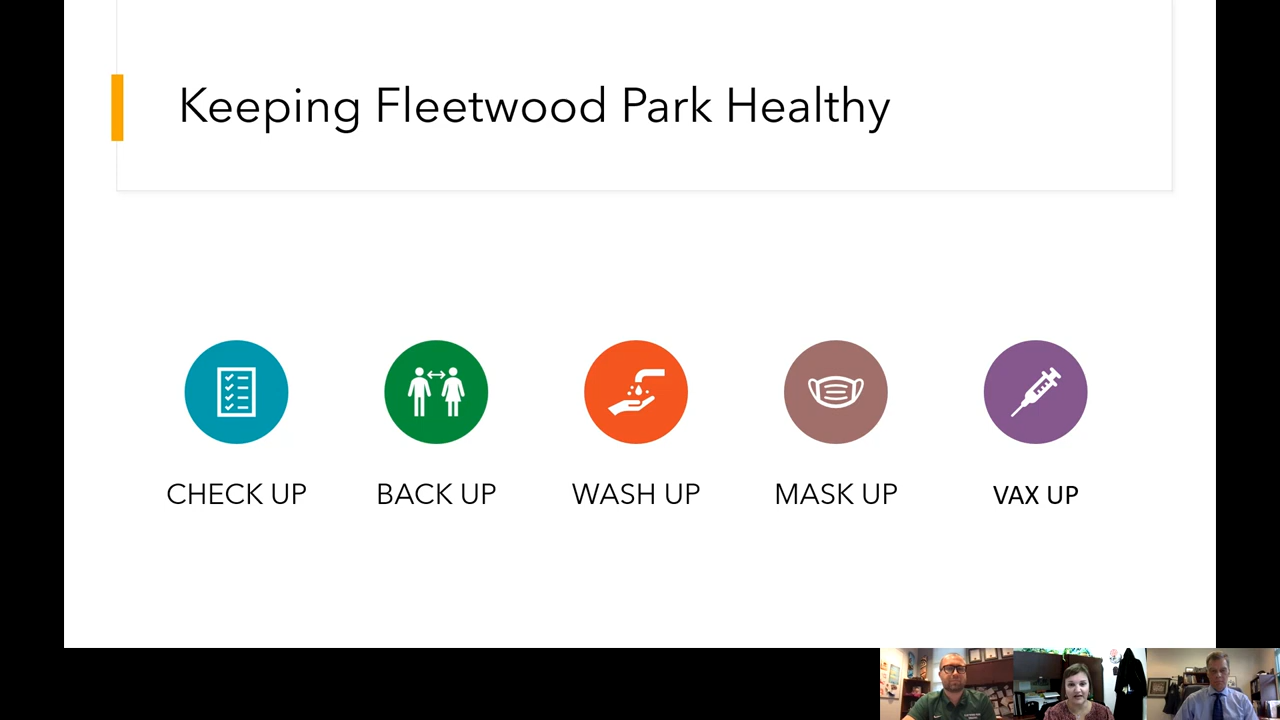 Keeping Fleetwood Park Healthy
CHECK UP
BACK UP
WASH UP
MASK UP
VAX UP